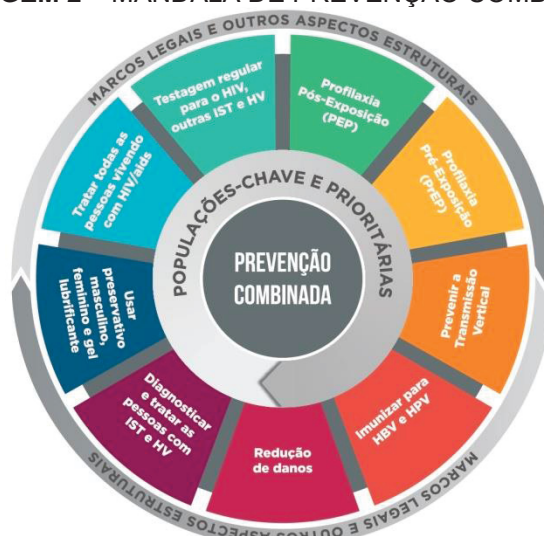 MANDALA DE PREVENÇÃO
MARCOS LEGAIS E OUTROS ASPECTOS ESTRUTURAIS
Testagem regular
para o HIV,
outras IST e HV
Profilaxia
Pós-Exposição
(PEP)
Profilaxia
Pré-Exposição
(PrEP)
Prevenir a
Transmissão
Vertical
Imunizar para
HBV e HPV
Redução
de danos
Diagnosticar
e tratar as
pessoas com
IST e HV
Usar
preservativo
masculino,
feminino e gel
lubrificante
Tratar todas as
pessoas vivendo
com HIV/aids
POPULAÇÕES-CHAVE E PRIORITÁRIAS
PREVENÇÃO
COMBINADA
MARCOS LEGAIS E OUTROS ASPECTOS ESTRUTURAIS